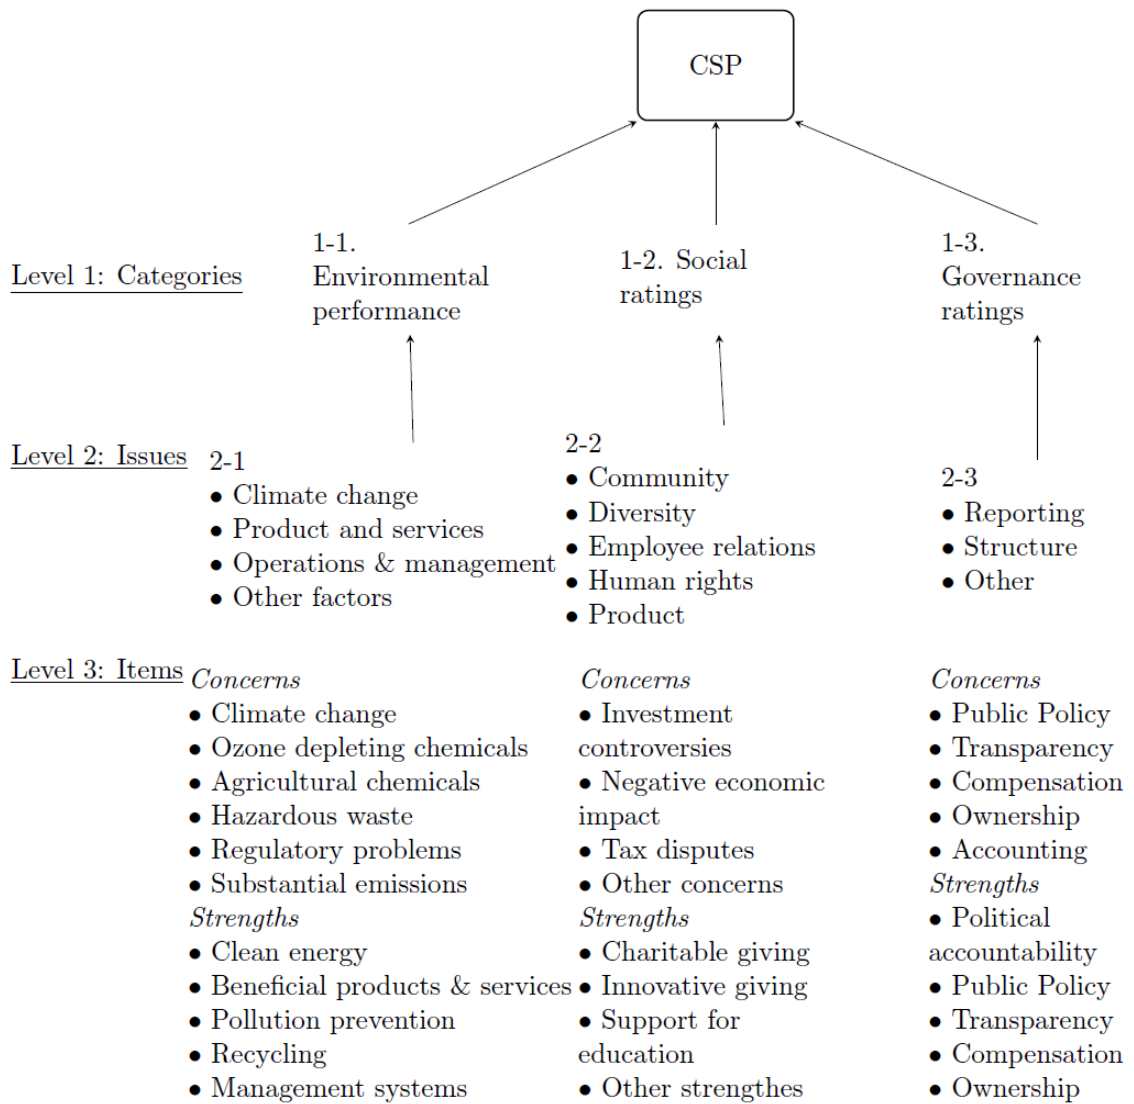 CSP
Level 1: Categories
1-1.
Environmental
performance
1-2. Social
ratings
1-3.
Governance
ratings
Level 2: Issues
2-1
• Climate change
• Product and services
• Operations & management
• Other factors
2-2
• Community
• Diversity
• Employee relations
• Human rights
• Product
2-3
• Reporting
• Structure
• Other
Level 3: Items
Concerns
• Climate change
• Ozone depleting chemicals
• Agricultural chemicals
• Hazardous waste
• Regulatory problems
• Substantial emissions
Strengths
• Clean energy
• Beneficial products & services
• Pollution prevention
• Recycling
• Management systems
Concerns
• Investment
controversies
• Negative economic
impact
• Tax disputes
• Other concerns
Strengths
• Charitable giving
• Innovative giving
• Support for
education
• Other strengthes
Concerns
• Public Policy
• Transparency
• Compensation
• Ownership
• Accounting
Strengths
• Political
accountability
• Public Policy
• Transparency
• Compensation
• Ownership